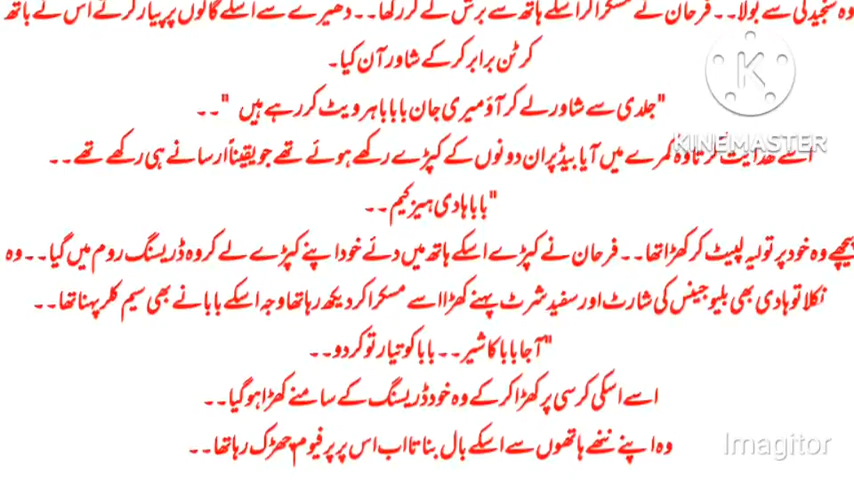 وہ سنجیدگی سے بولا۔۔ فرحان نے مسکرا کر اسکے ہاتھ سے برش لے کر رکھا۔۔ دھیرے سے اسکے گالوں پر پیار کرتے اس نے ہاتھ
کرٹن برابر کر کے شاور آن کیا۔
"جلدی سے شاور لے کر آؤ میری جان بابا باہر ویٹ کر رہے ہیں "۔۔
اسے ھدایت کرتا وہ کمرے میں آیا بیڈ پر ان دونوں کے کپڑے رکھے ہوئے تھے جو یقیناً ارسا نے ہی رکھے تھے۔۔
"بابا ہادی ہیز کیم۔۔
پیچھے وہ خود پر تولیہ لپیٹ کر کھڑا تھا۔۔ فرحان نے کپڑے اسکے ہاتھ میں دئے خود اپنے کپڑے لے کر وہ ڈریسنگ روم میں گیا۔۔ وہ
نکلا تو ہادی بھی بلیو جینس کی شارٹ اور سفید شرٹ پہنے کھڑا اسے مسکرا کر دیکھ رہا تھا وجہ اسکے بابا نے بھی سیم کلر پہنا تھا۔۔
"آجا بابا کا شیر۔۔ بابا کو تیار تو کر دو۔۔
اسے اسکی کرسی پر کھڑا کر کے وہ خود ڈریسنگ کے سامنے کھڑا ہو گیا۔۔
وہ اپنے ننھے ہاتھوں سے اسکے بال بناتا اب اس پر پرفیوم چھڑک رہا تھا۔۔
K
KINEMASTER
Imagitor